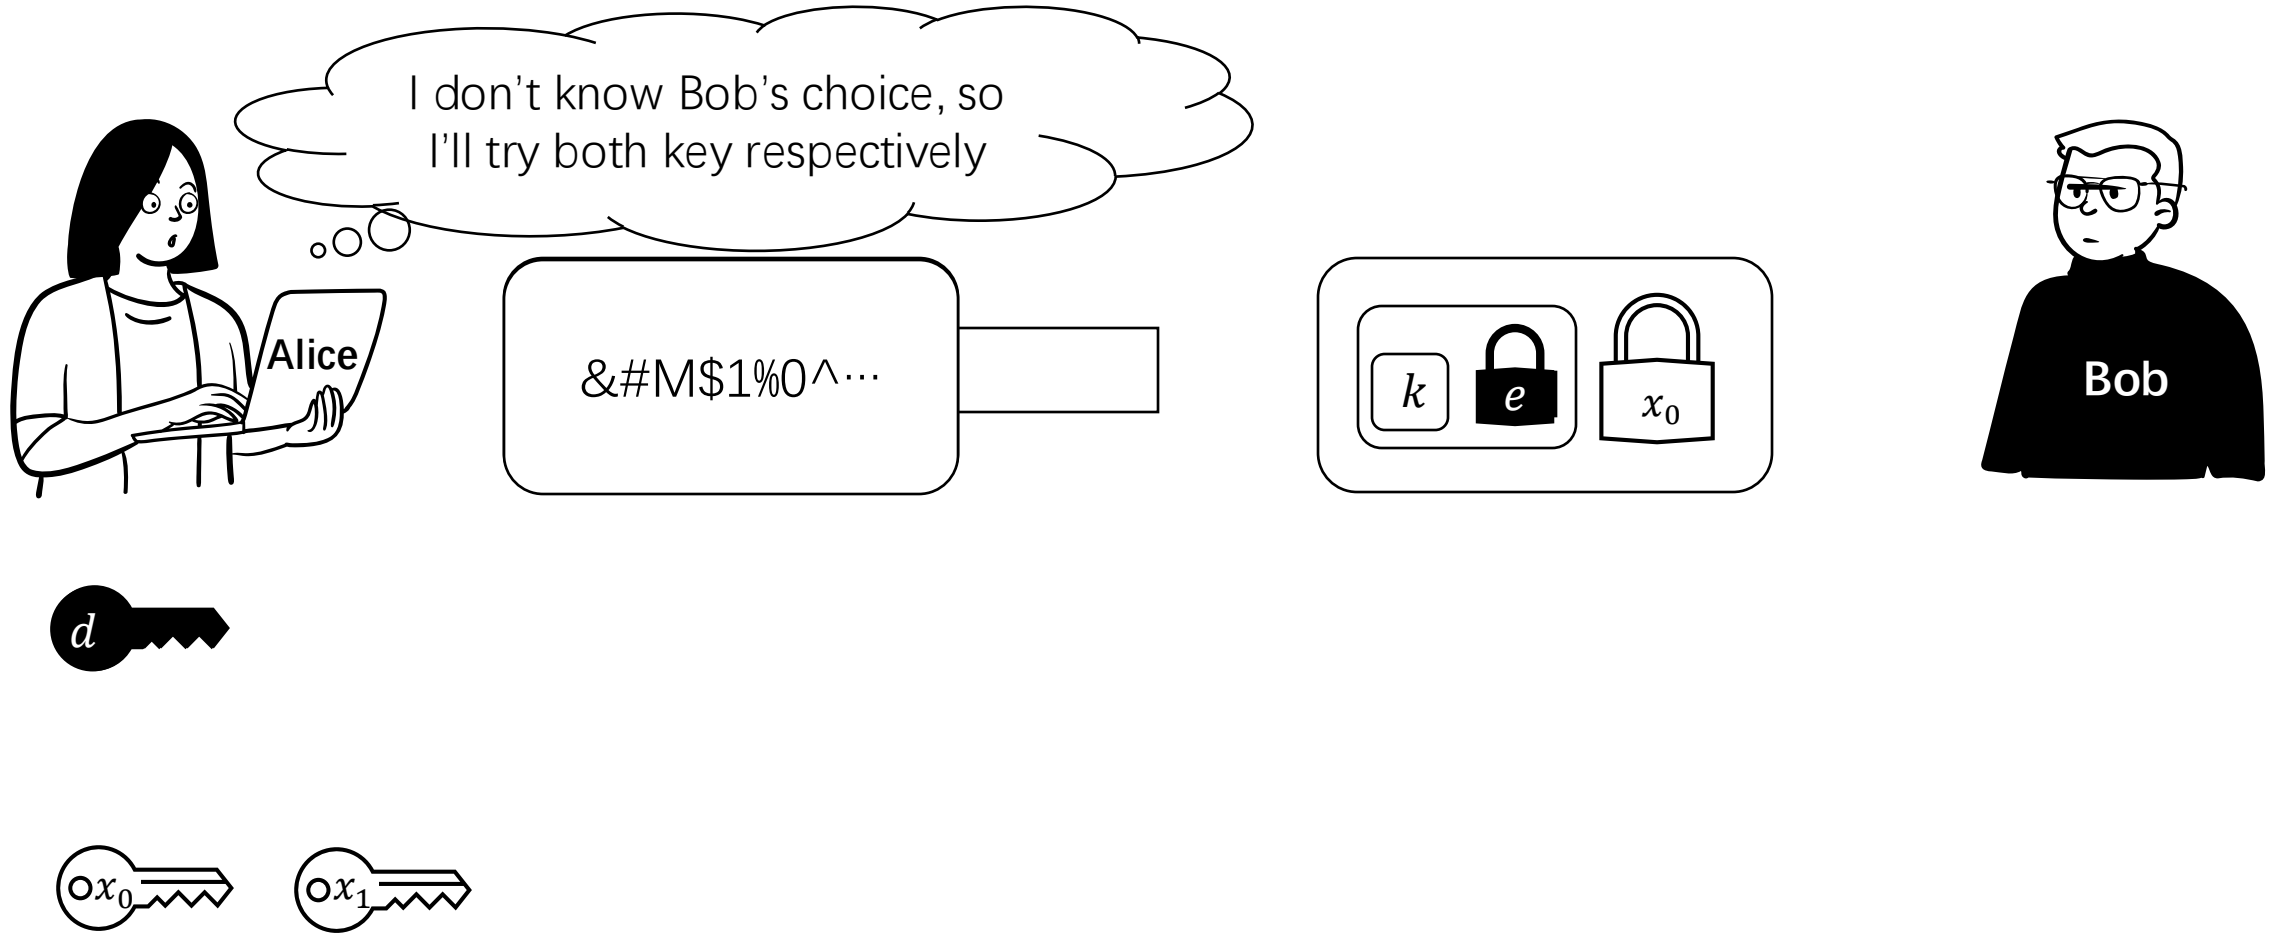 I don’t know Bob’s choice, so
I’ll try both key respectively
Alice
&#M$1%0^⋯
k
e
x₀
Bob
d
x₀
x₁